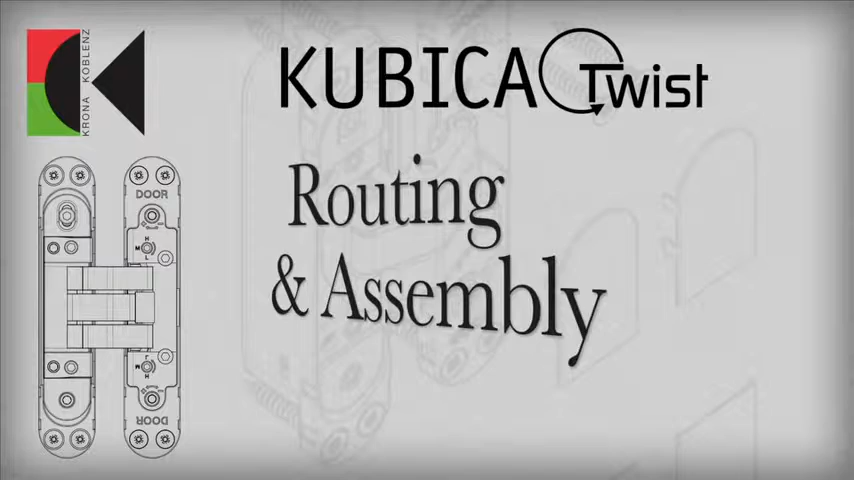 KRONA KOBLENZ
KUBICA Twist
Routing
& Assembly
DOOR
H
M
L
L
M
H
DOOR